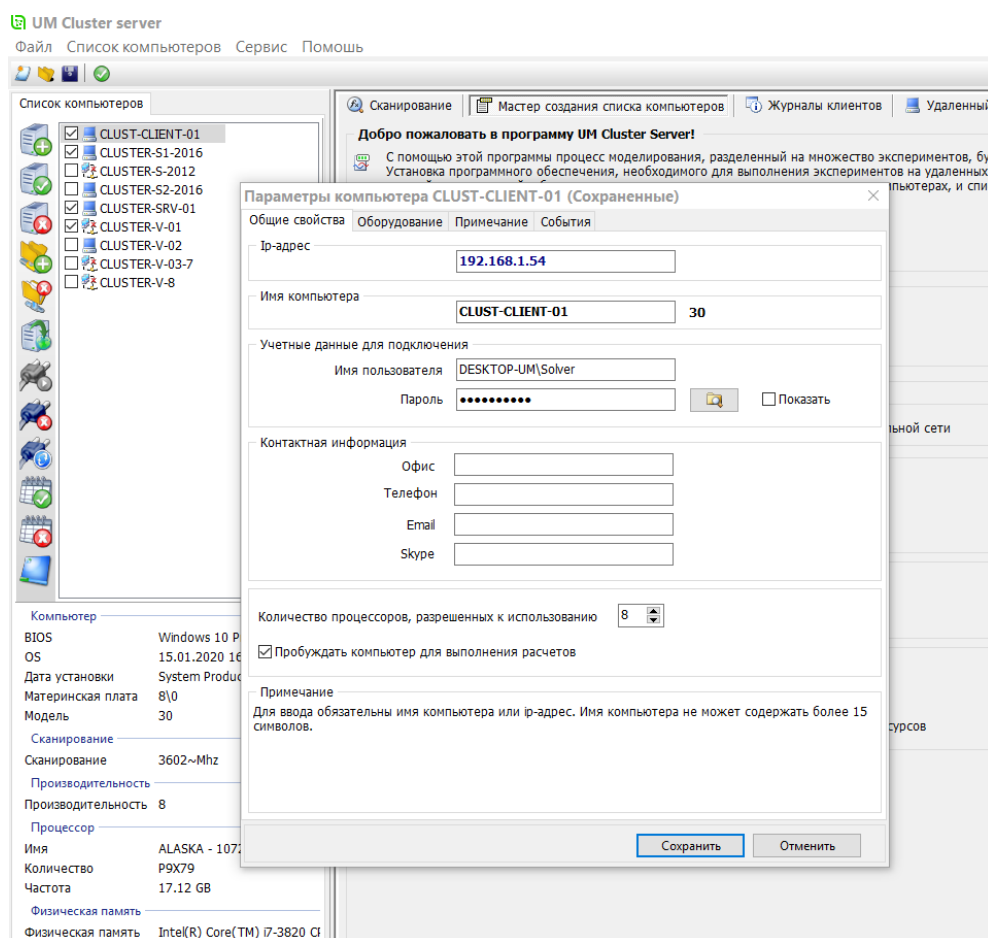 UM Cluster server
Файл Список компьютеров Сервис Помошь
Список компьютеров
CLUST-CLIENT-01
CLUSTER-S1-2016
CLUSTER-S-2012
CLUSTER-S2-2016
CLUSTER-SRV-01
CLUSTER-V-01
CLUSTER-V-02
CLUSTER-V-03-7
CLUSTER-V-8
Сканирование Мастер создания списка компьютеров Журналы клиентов Удаленный
Добро пожаловать в программу UM Cluster Server!
С помощью этой программы процесс моделирования, разделенный на множество экспериментов, бу
Установка программного обеспечения, необходимого для выполнения экспериментов на удаленных
пьютерах, и спи
льной сети
сурсов
Параметры компьютера CLUST-CLIENT-01 (Сохраненные)
Общие свойства Оборудование Примечание События
Ip-адрес
192.168.1.54
Имя компьютера
CLUST-CLIENT-01 30
Учетные данные для подключения
Имя пользователя DESKTOP-UM\Solver
Пароль ●●●●●●●●●● Показать
Контактная информация
Офис
Телефон
Email
Skype
Количество процессоров, разрешенных к использованию 8
Пробуждать компьютер для выполнения расчетов
Примечание
Для ввода обязательны имя компьютера или ip-адрес. Имя компьютера не может содержать более 15
символов.
Сохранить Отменить
Компьютер
BIOS Windows 10 P
OS 15.01.2020 16
Дата установки System Produc
Материнская плата 8\0
Модель 30
Сканирование
Сканирование 3602~Mhz
Производительность
Производительность 8
Процессор
Имя ALASKA - 1072
Количество P9X79
Частота 17.12 GB
Физическая память
Физическая память Intel(R) Core(TM) i7-3820 CP